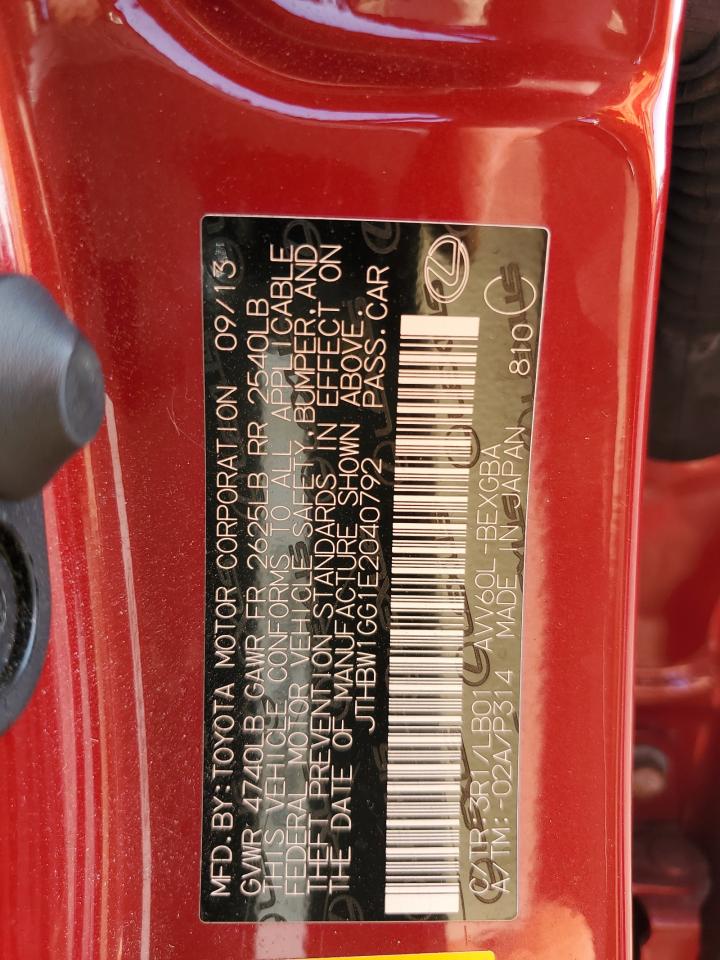 MFD.BY:TOYOTA MOTOR CORPORATION 09/13
GVWR 4740LB GAWR FR 2625LB RR 2540LB
THIS VEHICLE CONFORMS TO ALL APPLICABLE
FEDERAL MOTOR VEHICLE SAFETY,BUMPER,AND
THEFT PREVENTION STANDARDS IN EFFECT ON
THE DATE OF MANUFACTURE SHOWN ABOVE.
JTHBW1GG1E2040792 PASS.CAR
C/TR:3R1/LB01 AVV60L-BEXGBA
A/TM:-02A/P314 MADE IN JAPAN 810